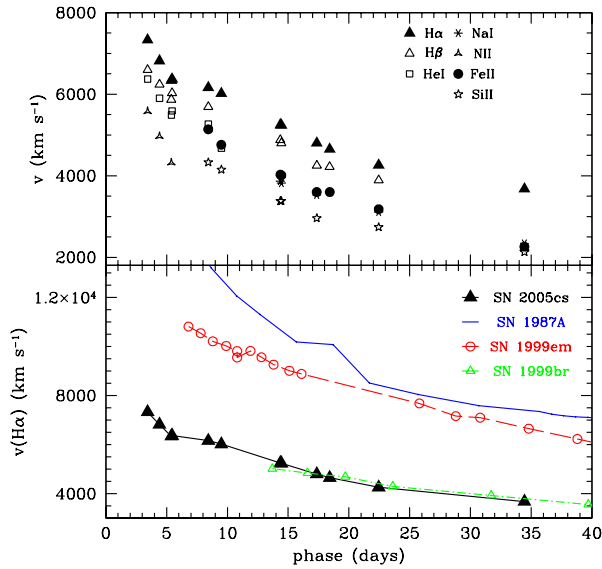 8000
6000
4000
2000
v (km s⁻¹)
Hα
Hβ
HeI
NaI
NII
FeII
SiII
1.2×10⁴
8000
4000
v(Hα) (km s⁻¹)
SN 2005cs
SN 1987A
SN 1999em
SN 1999br
0 5 10 15 20 25 30 35 40
phase (days)